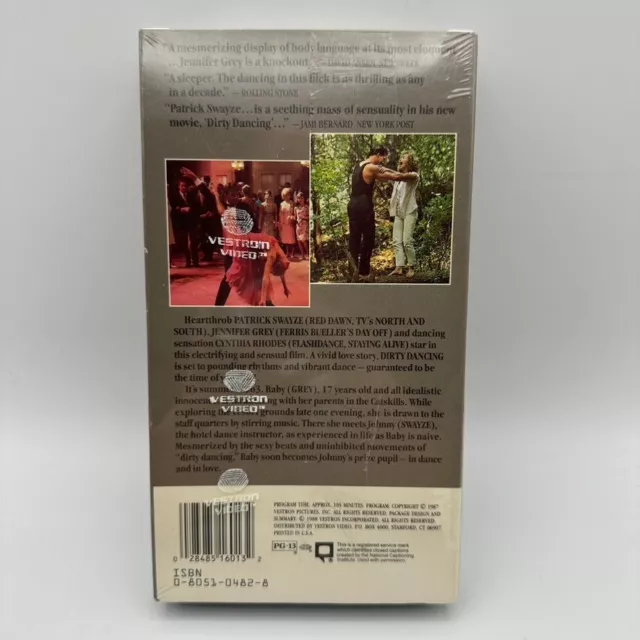 "A mesmerizing display of body language at its most eloquent
... Jennifer Grey is a knockout."
"A sleeper. The dancing in this flick is as thrilling as any
in a decade." —ROLLING STONE
"Patrick Swayze...is a seething mass of sensuality in his new
movie, 'Dirty Dancing'..." —JAMI BERNARD, NEW YORK POST
VESTRON
VIDEO
Heartthrob PATRICK SWAYZE (RED DAWN, TV's NORTH AND
SOUTH), JENNIFER GREY (FERRIS BUELLER'S DAY OFF) and dancing
sensation CYNTHIA RHODES (FLASHDANCE, STAYING ALIVE) star in
this electrifying and sensual film. A vivid love story, DIRTY DANCING
is set to pounding rhythms and vibrant dance — guaranteed to be
the time of
It's summer 63. Baby (GREY), 17 years old and all idealistic
innocence, ing with her parents in the Catskills. While
exploring grounds late one evening, she is drawn to the
staff quarters by stirring music. There she meets Johnny (SWAYZE),
the hotel dance instructor, as experienced in life as Baby is naive.
Mesmerized by the sexy beats and uninhibited movements of
"dirty dancing," Baby soon becomes Johnny's prize pupil — in dance
and in love.
VESTRON
VIDEO
VESTRON
VIDEO
PROGRAM TIME: APPROX. MINUTES. PROGRAM COPYRIGHT © 1987
VESTRON PICTURES, INC. ALL RIGHTS RESERVED. PACKAGE DESIGN AND
SUMMARY © 1988 VESTRON INCORPORATED. ALL RIGHTS RESERVED.
DISTRIBUTED BY VESTRON VIDEO, P.O. BOX 4000, STAMFORD, CT 06907
PRINTED IN U.S.A.
PG-13
This is a registered service mark
which identifies closed captions
created by the National Captioning
Institute. Used with permission.
0 28485 16013 2
ISBN
0-8051-0482-8